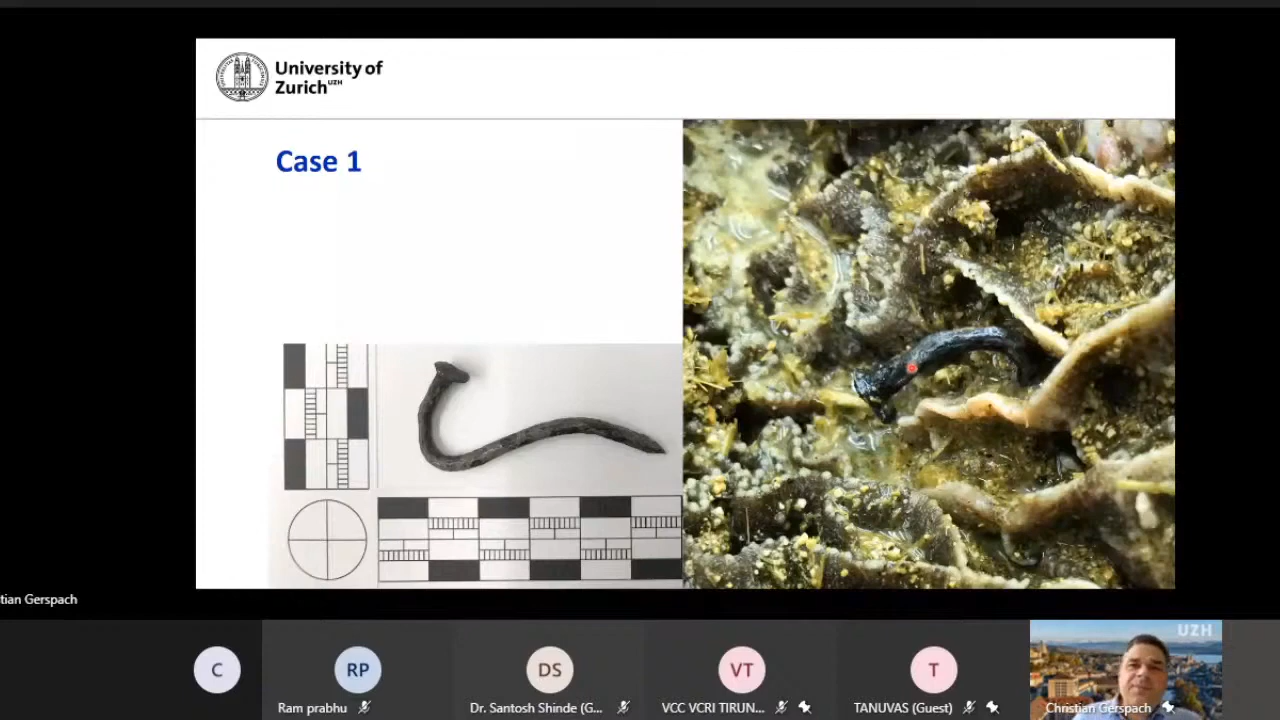 University of
Zurich UZH
Case 1
tian Gerspach
C
RP
DS
VT
T
UZH
Ram prabhu
Dr. Santosh Shinde (G...
VCC VCRI TIRUN...
TANUVAS (Guest)
Christian Gerspach